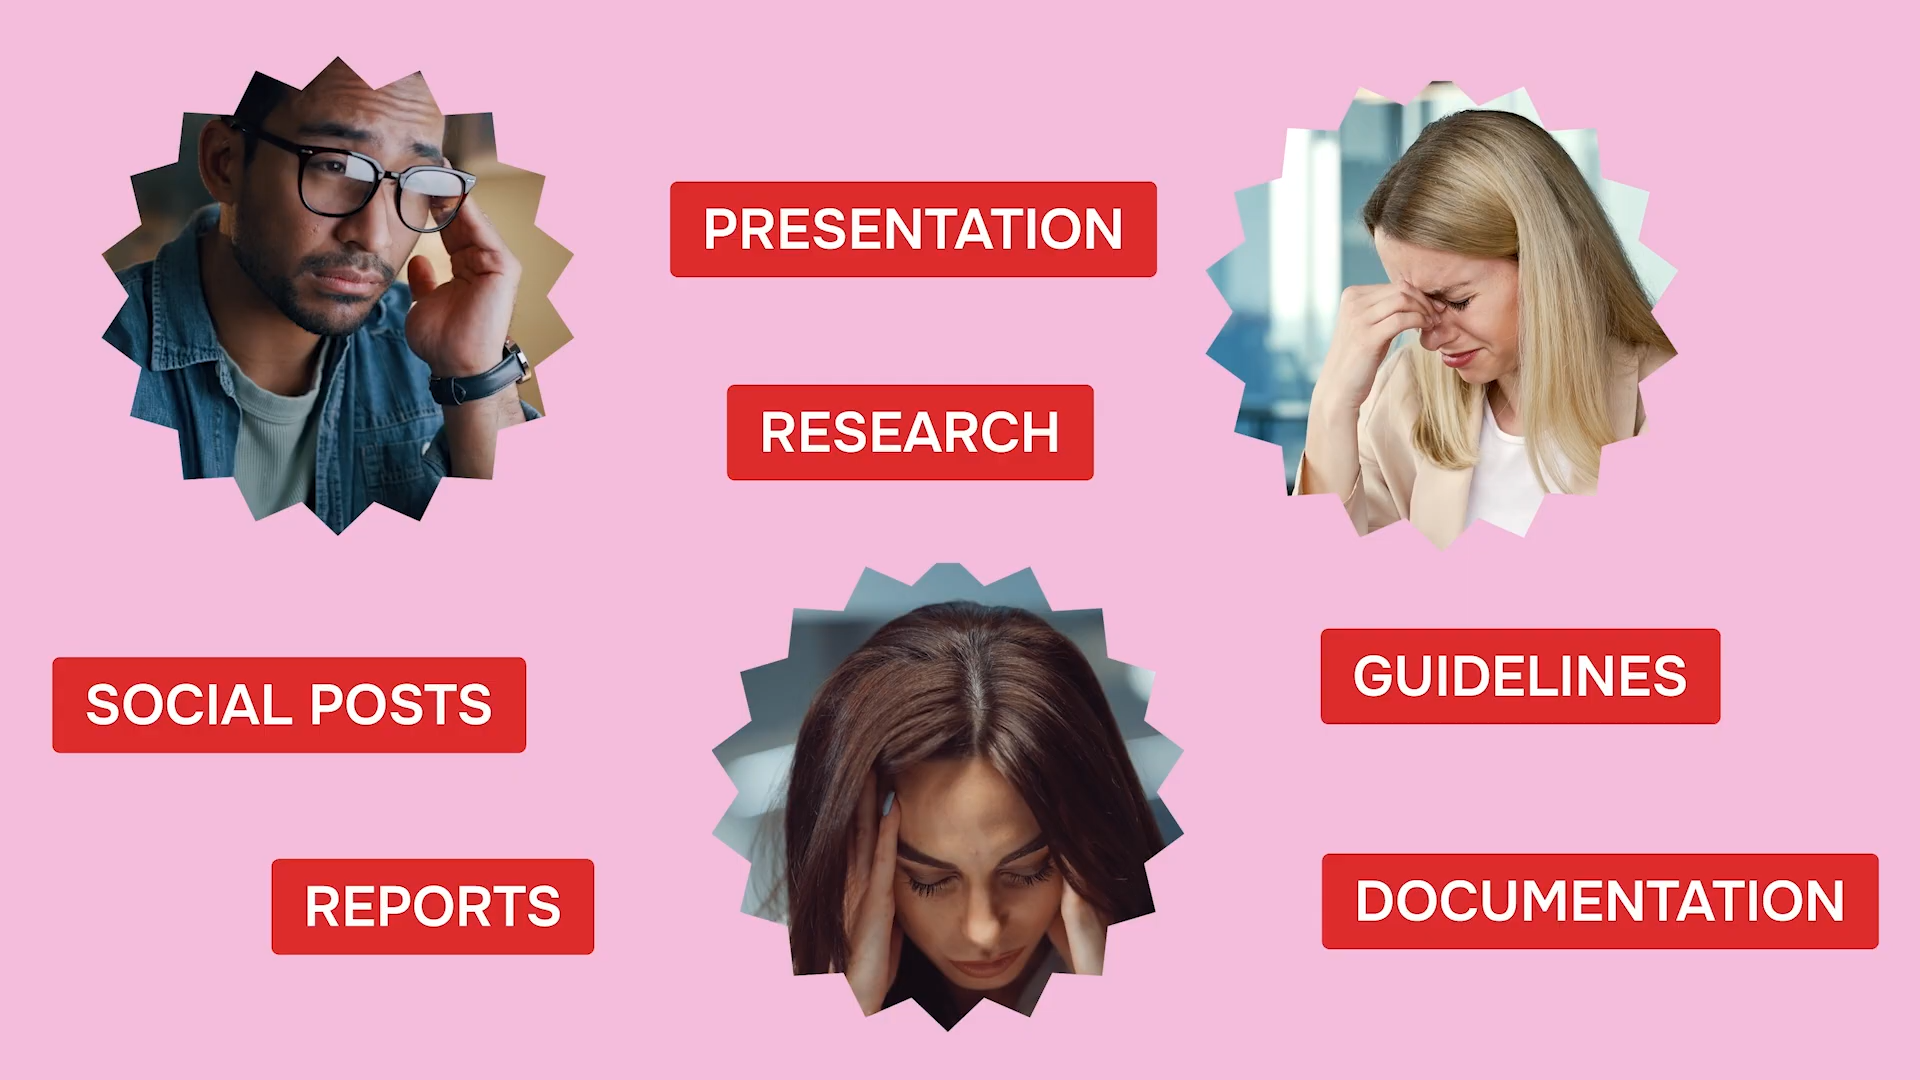 PRESENTATION
RESEARCH
SOCIAL POSTS
GUIDELINES
REPORTS
DOCUMENTATION